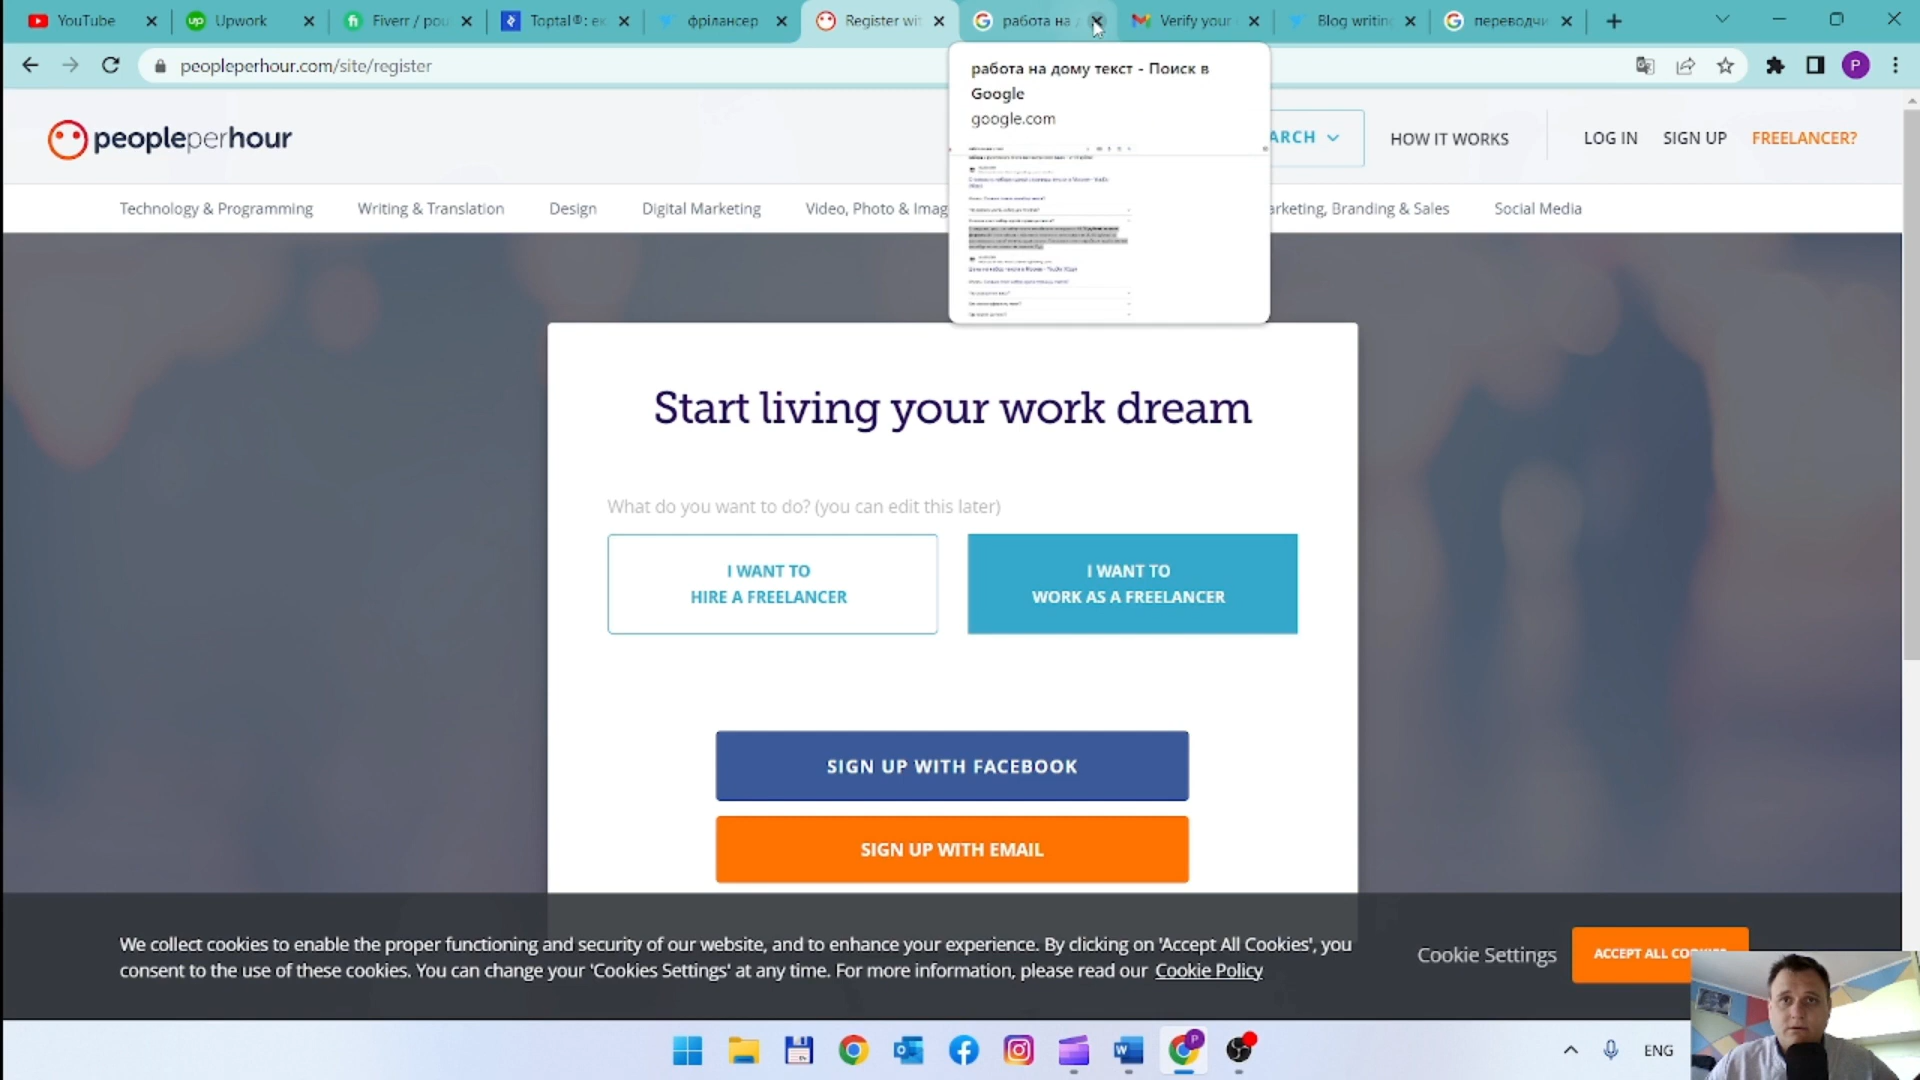 YouTube
Upwork
Fiverr / pou
Toptal®: ек
фрілансер
Register wit
работа на д
Verify your
Blog writing
переводчи
peopleperhour.com/site/register
P
работа на дому текст - Поиск в
Google
google.com
peopleperhour
ARCH
HOW IT WORKS
LOG IN
SIGN UP
FREELANCER?
Technology & Programming
Writing & Translation
Design
Digital Marketing
Video, Photo & Imag
arketing, Branding & Sales
Social Media
Start living your work dream
What do you want to do? (you can edit this later)
I WANT TO
HIRE A FREELANCER
I WANT TO
WORK AS A FREELANCER
SIGN UP WITH FACEBOOK
SIGN UP WITH EMAIL
We collect cookies to enable the proper functioning and security of our website, and to enhance your experience. By clicking on 'Accept All Cookies', you
consent to the use of these cookies. You can change your 'Cookies Settings' at any time. For more information, please read our Cookie Policy
Cookie Settings
ACCEPT ALL COOKIES
ENG